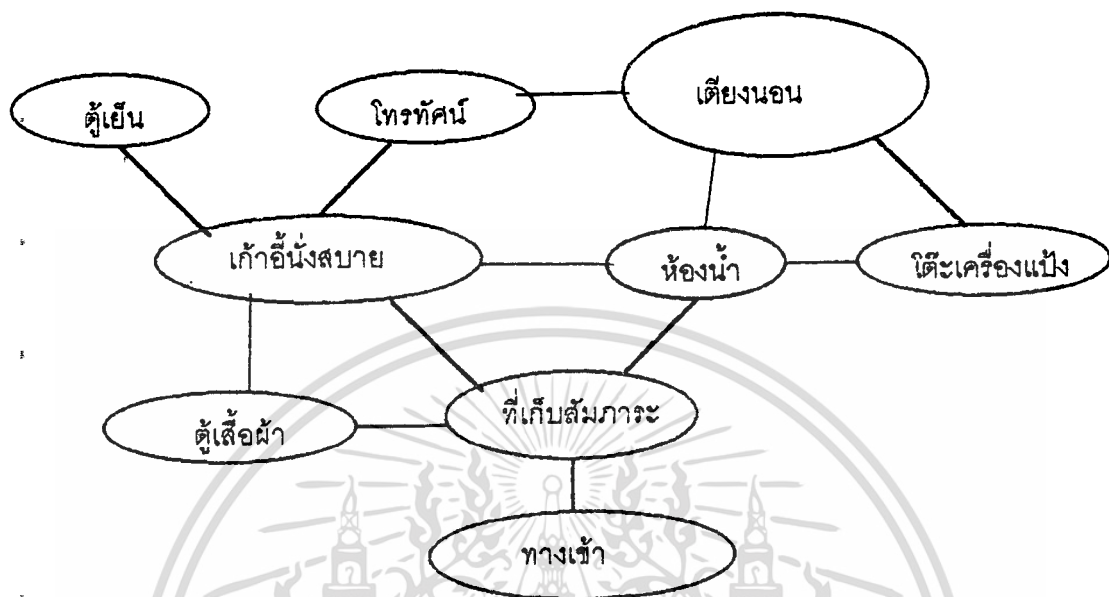 เตียงนอน
ตู้เย็น
โทรทัศน์
เก้าอี้นั่งสบาย
ห้องน้ำ
โต๊ะเครื่องแป้ง
ที่เก็บสัมภาระ
ตู้เสื้อผ้า
ทางเข้า